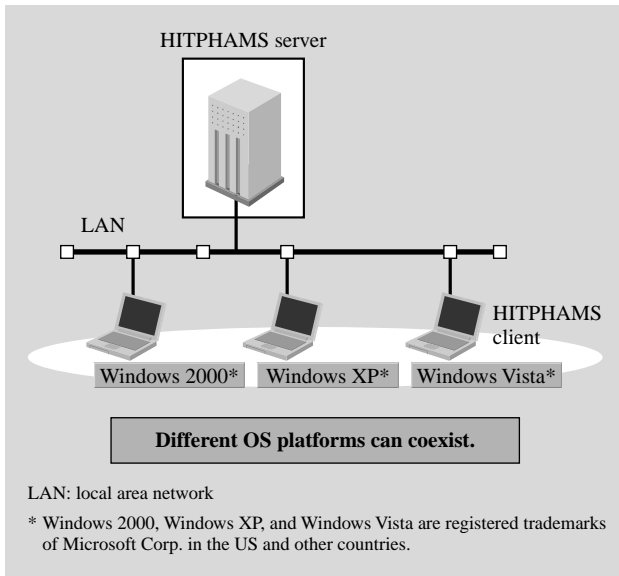 HITPHAMS server
LAN
HITPHAMS
client
Windows 2000*
Windows XP*
Windows Vista*
Different OS platforms can coexist.
LAN: local area network
* Windows 2000, Windows XP, and Windows Vista are registered trademarks
of Microsoft Corp. in the US and other countries.